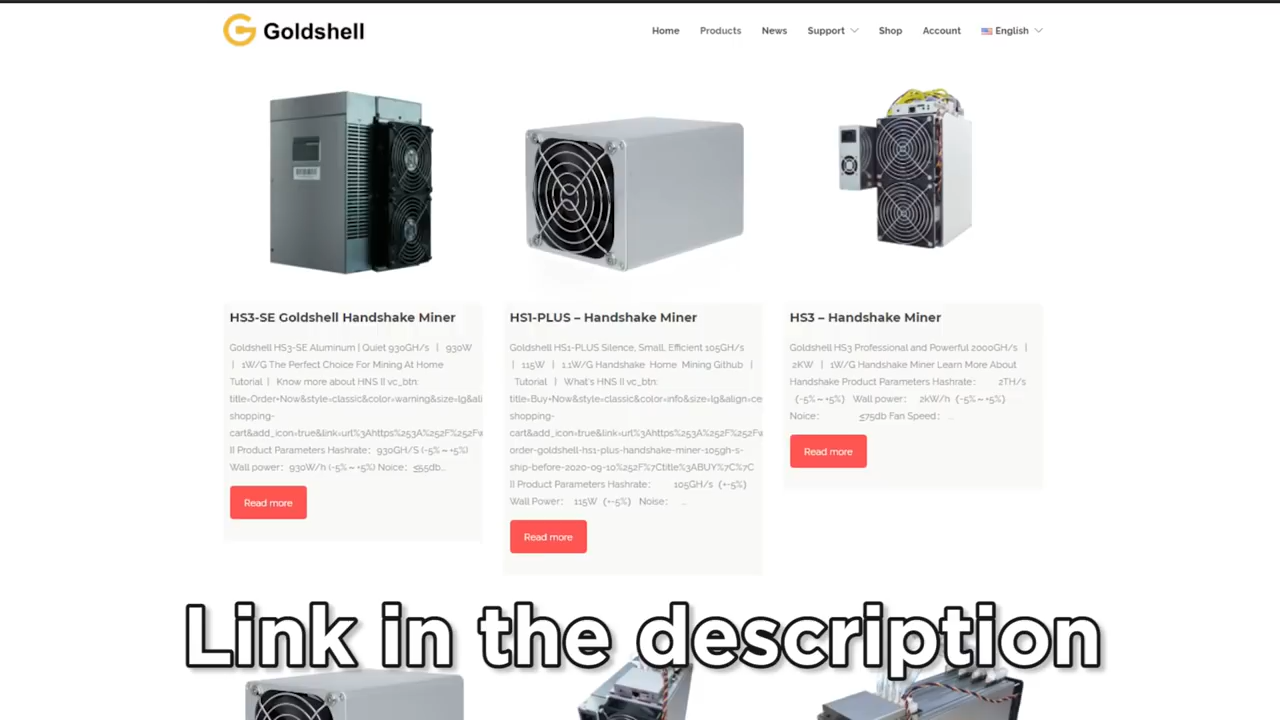 Goldshell
Home Products News Support Shop Account English
HS3-SE Goldshell Handshake Miner
Goldshell HS3-SE Aluminum | Quiet 930GH/s | 930W
| 1W/G The Perfect Choice For Mining At Home
Tutorial | Know more about HNS II vc_btn:
title=Order+Now&style=classic&color=warning&size=lg&ali
shopping-
cart&add_icon=true&link=url%3Ahttps%253A%252F%252Fw
II Product Parameters Hashrate: 930GH/S (-5%~+5%)
Wall power: 930W/h (-5%~+5%) Noice: ≤55db...
Read more
HS1-PLUS – Handshake Miner
Goldshell HS1-PLUS Silence, Small, Efficient 105GH/s
| 115W | 1.1W/G Handshake Home Mining Github |
Tutorial | What's HNS II vc_btn:
title=Buy+Now&style=classic&color=info&size=lg&align=ce
shopping-
cart&add_icon=true&link=url%3Ahttps%253A%252F%252Fw
order-goldshell-hs1-plus-handshake-miner-105gh-s-
ship-before-2020-09-10%252F%7Ctitle%3ABUY%7C%7C
II Product Parameters Hashrate: 105GH/s (+-5%)
Wall Power: 115W (+-5%) Noise: ...
Read more
HS3 – Handshake Miner
Goldshell HS3 Professional and Powerful 2000GH/s |
2KW | 1W/G Handshake Miner Learn More About
Handshake Product Parameters Hashrate: 2TH/s
(-5%~+5%) Wall power: 2kW/h (-5%~+5%)
Noice: ≤75db Fan Speed: ...
Read more
Link in the description